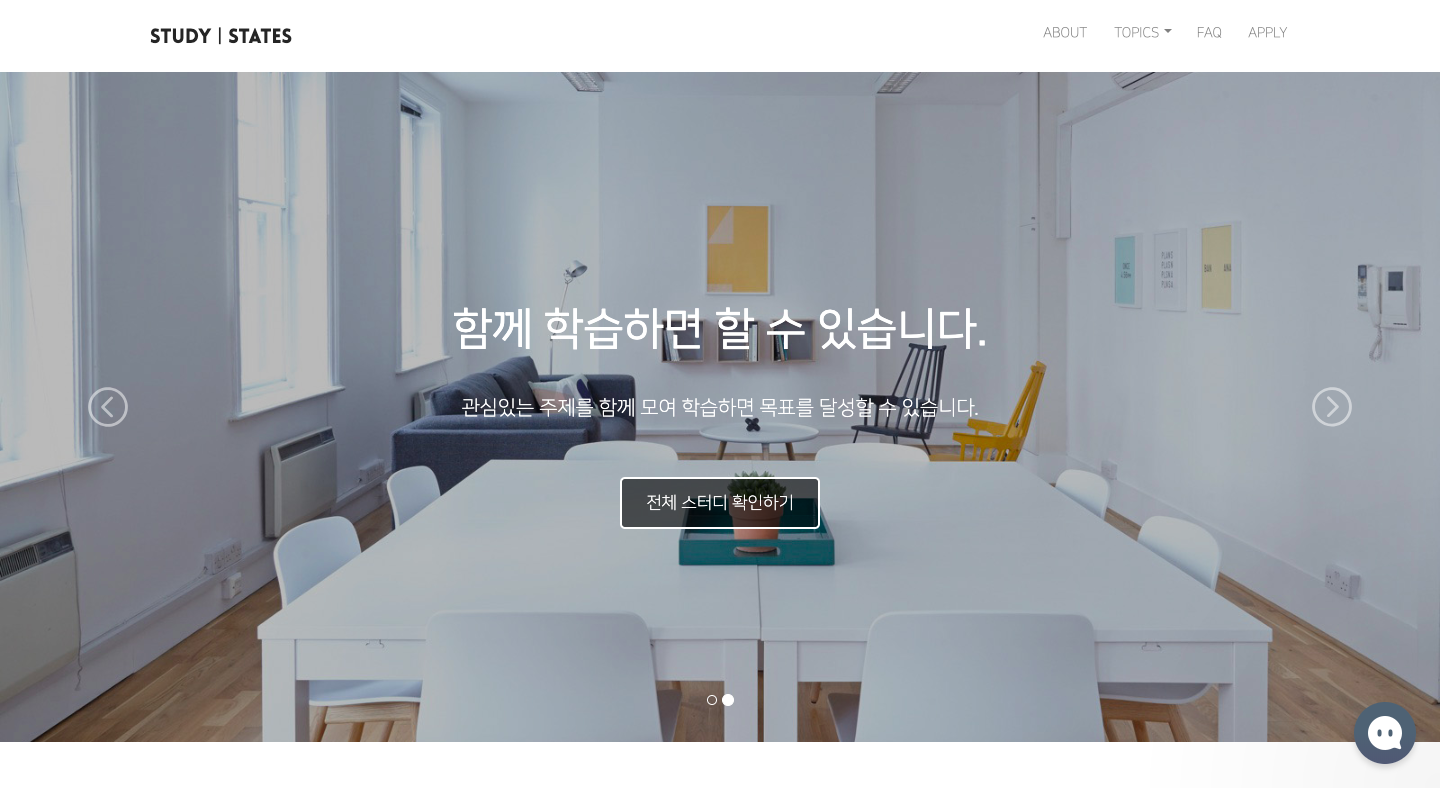 STUDY | STATES
ABOUT
TOPICS
FAQ
APPLY
함께 학습하면 할 수 있습니다.
관심있는 주제를 함께 모여 학습하면 목표를 달성할 수 있습니다.
전체 스터디 확인하기